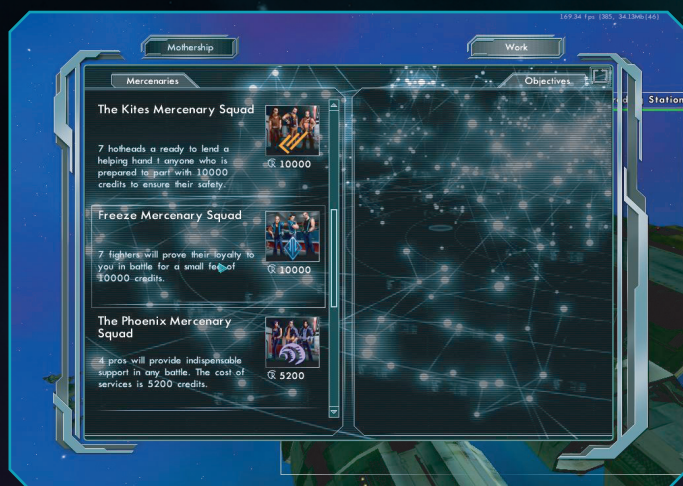 169.34 fps (385, 34.13Mb(46)
Mothership
Work
Mercenaries
Objectives
Station
The Kites Mercenary Squad
7 hotheads a ready to lend a
helping hand t anyone who is
prepared to part with 10000
credits to ensure their safety.
10000
Freeze Mercenary Squad
7 fighters will prove their loyalty to
you in battle for a small fee of
10000 credits.
10000
The Phoenix Mercenary
Squad
4 pros will provide indispensable
support in any battle. The cost of
services is 5200 credits.
5200